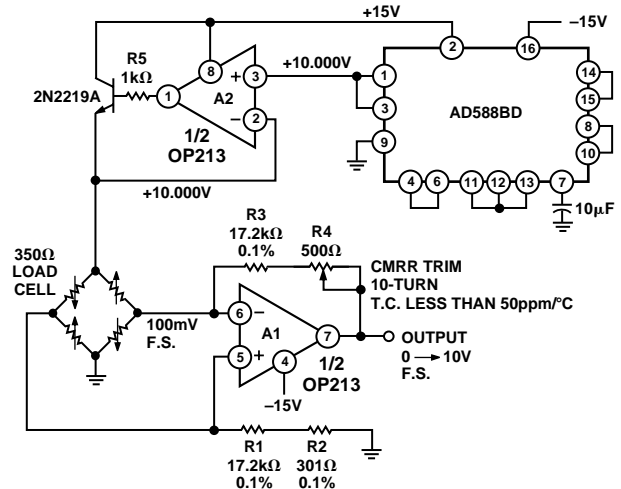 +15V
–15V
R5
1kΩ
2N2219A
1
8
+
3
A2
–
2
1/2
OP213
+10.000V
+10.000V
2
16
1
3
9
14
15
8
10
AD588BD
4
6
11
12
13
7
10µF
350Ω
LOAD
CELL
100mV
F.S.
R3
17.2kΩ
0.1%
R4
500Ω
CMRR TRIM
10-TURN
T.C. LESS THAN 50ppm/°C
6
–
A1
5
+
4
7
1/2
OP213
–15V
OUTPUT
0 → 10V
F.S.
R1
17.2kΩ
0.1%
R2
301Ω
0.1%